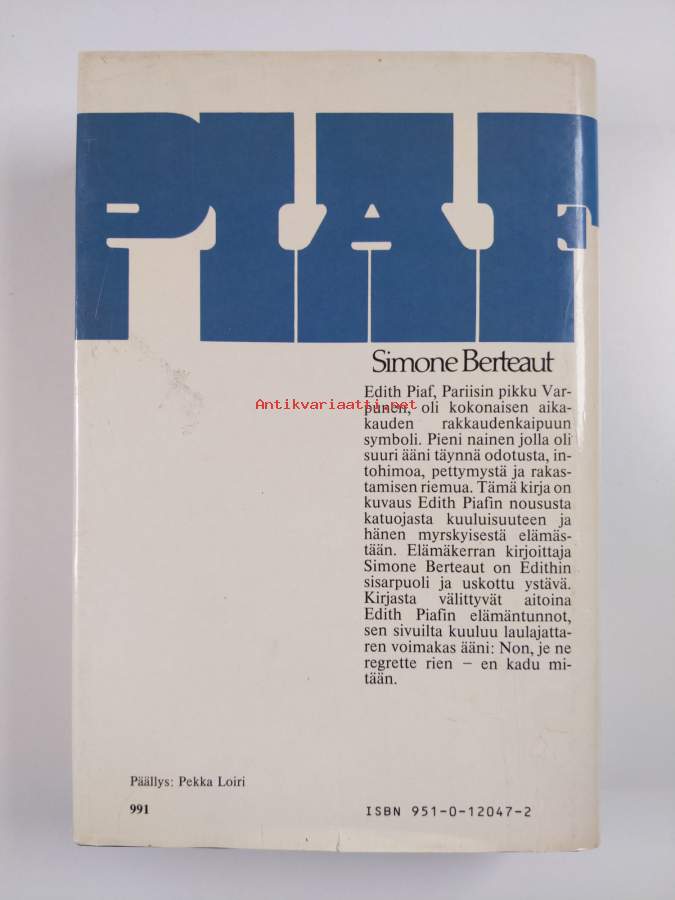 PIAF
Simone Berteaut
Edith Piaf, Pariisin pikku Var-
Antikvariaatti.net
punen, oli kokonaisen aika-
kauden rakkaudenkaipuun
symboli. Pieni nainen jolla oli
suuri ääni täynnä odotusta, in-
tohimoa, pettymystä ja rakas-
tamisen riemua. Tämä kirja on
kuvaus Edith Piafin noususta
katuojasta kuuluisuuteen ja
hänen myrskyisestä elämäs-
tään. Elämäkerran kirjoittaja
Simone Berteaut on Edithin
sisarpuoli ja uskottu ystävä.
Kirjasta välittyvät aitoina
Edith Piafin elämäntunnot,
sen sivuilta kuuluu laulajatta-
ren voimakas ääni: Non, je ne
regrette rien – en kadu mi-
tään.
Päällys: Pekka Loiri
991
ISBN 951-0-12047-2